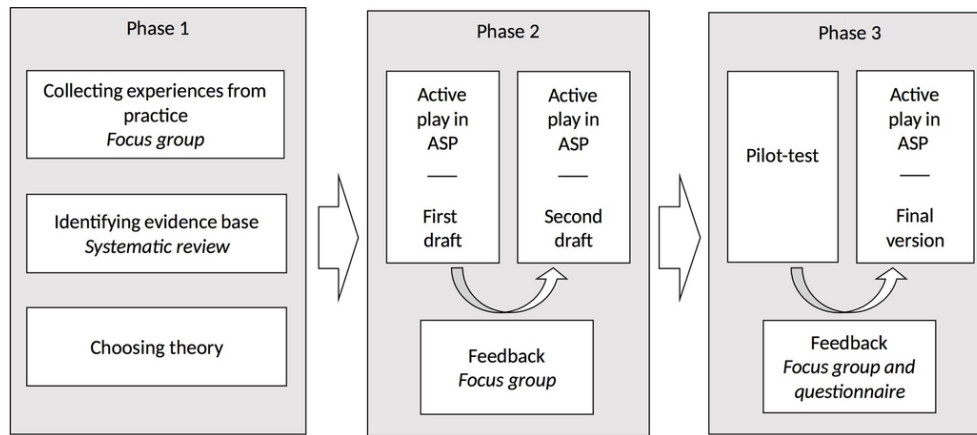 Phase 1
Collecting experiences from
practice
Focus group
Identifying evidence base
Systematic review
Choosing theory
Phase 2
Active
play in
ASP
—
First
draft
Active
play in
ASP
—
Second
draft
Feedback
Focus group
Phase 3
Pilot-test
Active
play in
ASP
—
Final
version
Feedback
Focus group and
questionnaire